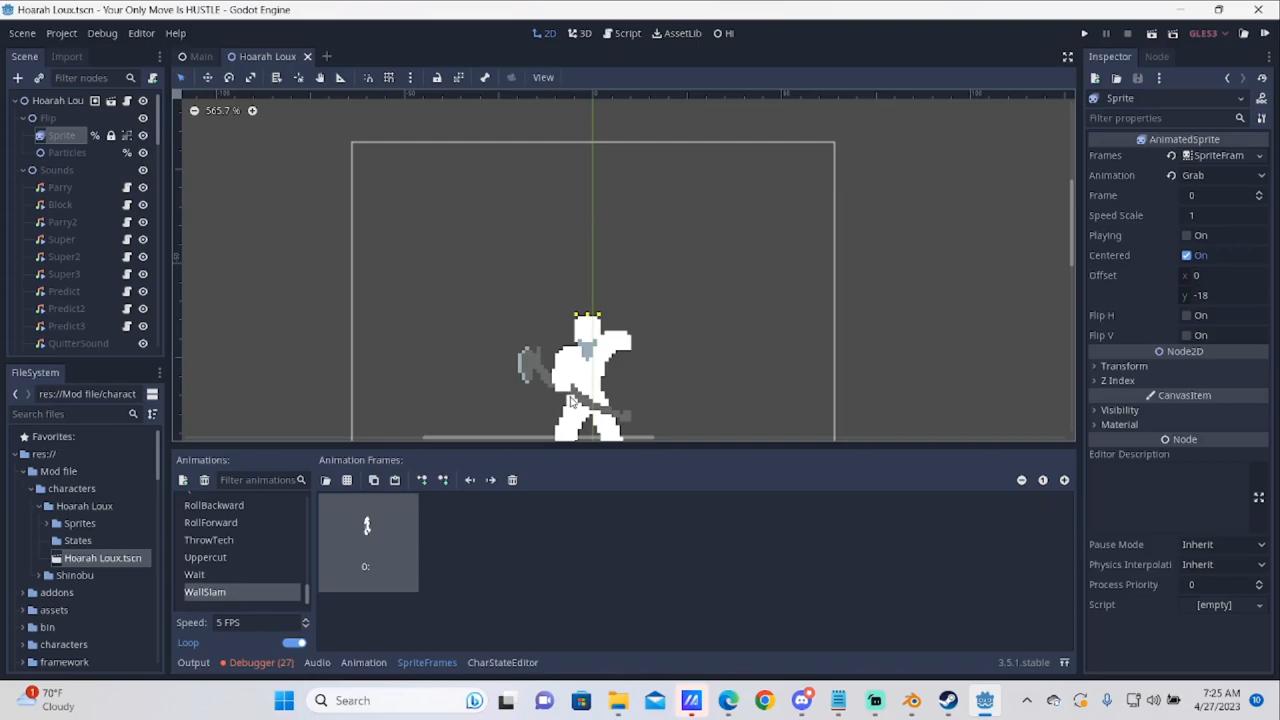 Hoarah Loux.tscn - Your Only Move Is HUSTLE - Godot Engine
Scene Project Debug Editor Help
2D 3D Script AssetLib HI
GLES3
Scene Import
Main Hoarah Loux
Inspector Node
Filter nodes
View
Hoarah Lou
Flip
Sprite
Particles
Sounds
Parry
Block
Parry2
Super
Super2
Super3
Predict
Predict2
Predict3
QuitterSound
565.7 %
Sprite
Filter properties
AnimatedSprite
Frames SpriteFram
Animation Grab
Frame 0
Speed Scale 1
Playing On
Centered On
Offset x 0
y -18
Flip H On
Flip V On
Node2D
Transform
Z Index
CanvasItem
Visibility
Material
Node
Editor Description
Pause Mode Inherit
Physics Interpolati Inherit
Process Priority 0
Script [empty]
FileSystem
res://Mod file/charact
Search files
Favorites:
res://
Mod file
characters
Hoarah Loux
Sprites
States
Hoarah Loux.tscn
Shinobu
addons
assets
bin
characters
framework
Animations:
Filter animations
RollBackward
RollForward
ThrowTech
Uppercut
Wait
WallSlam
Speed: 5 FPS
Loop
Animation Frames:
0:
Output Debugger (27) Audio Animation SpriteFrames CharStateEditor
3.5.1.stable
1
70°F
Cloudy
Search
7:25 AM
4/27/2023
10